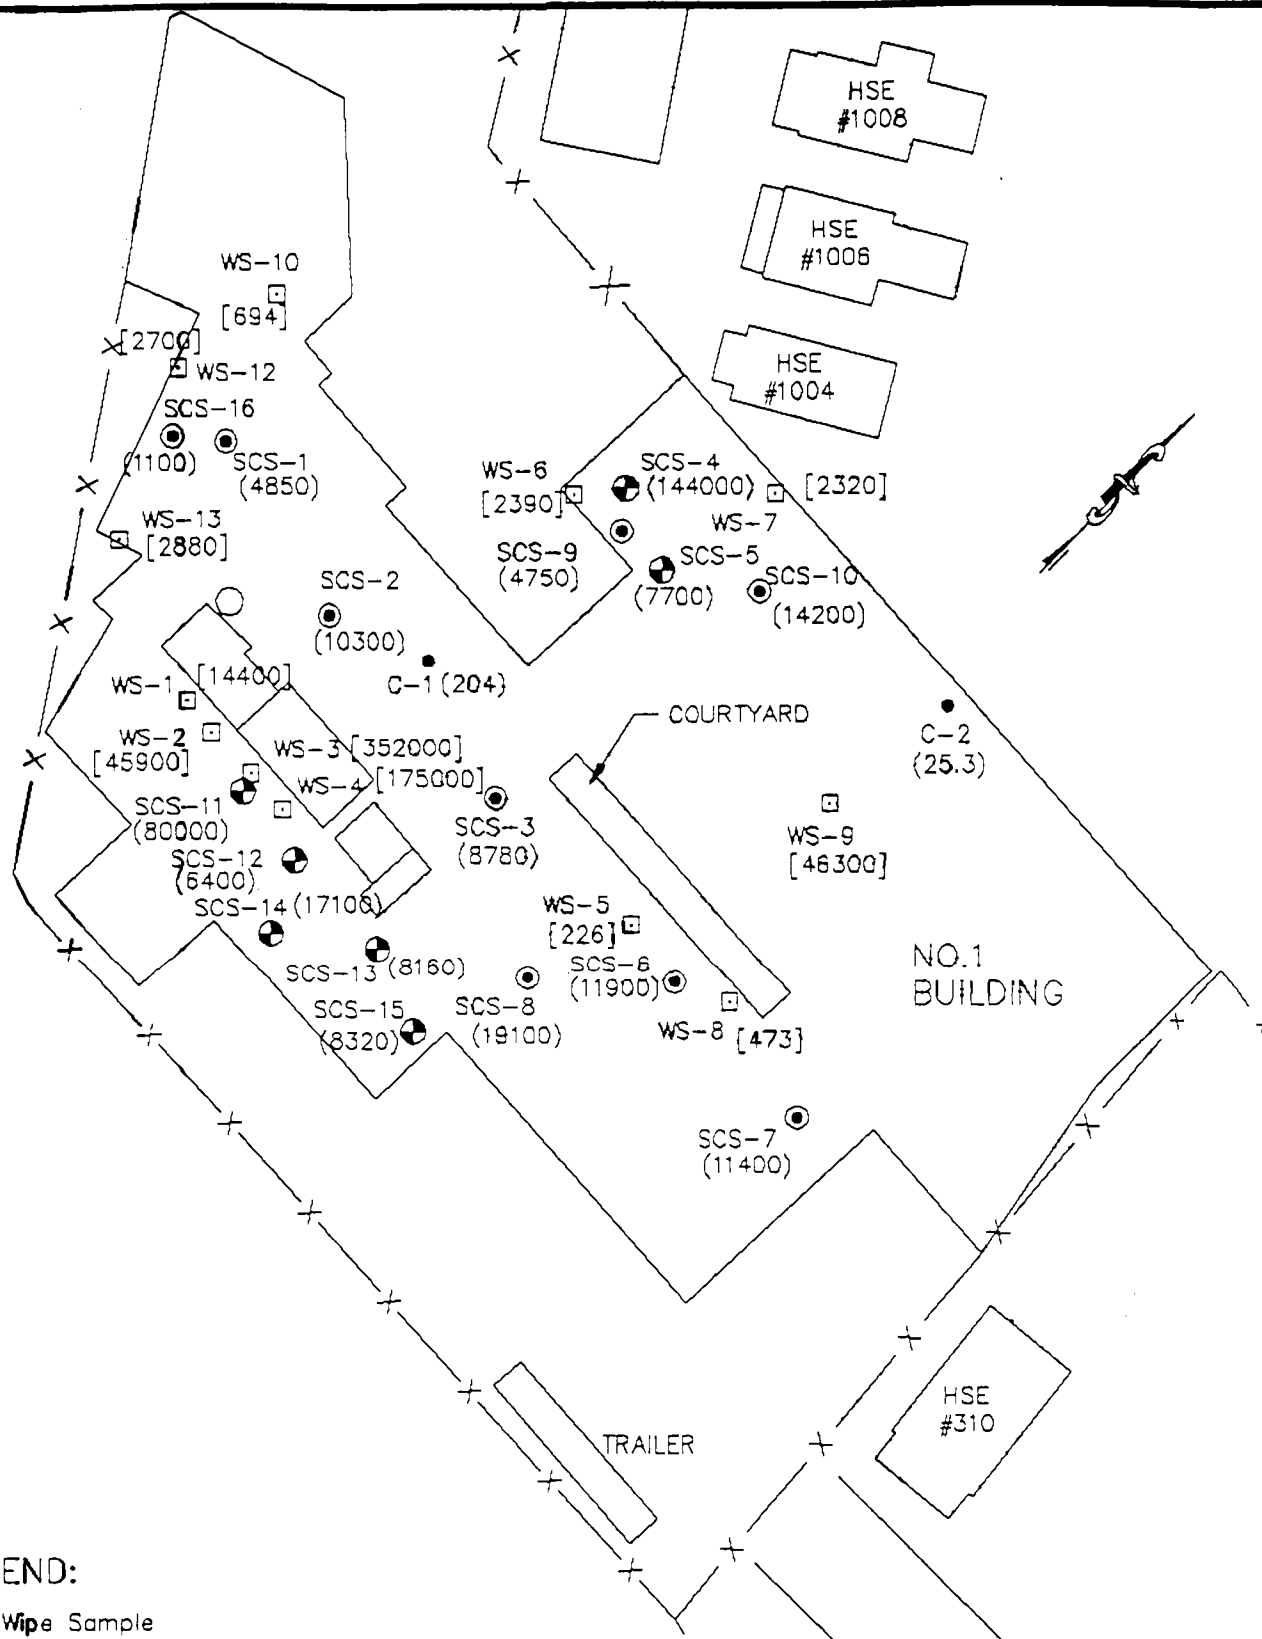 HSE
#1008
HSE
#1006
WS-10
[694]
[2700]
WS-12
HSE
#1004
SCS-16
(1100)
SCS-1
(4850)
WS-6
[2390]
SCS-4
(144000)
[2320]
WS-7
WS-13
[2880]
SCS-9
(4750)
SCS-5
(7700)
SCS-10
(14200)
SCS-2
(10300)
C-1 (204)
WS-1
[14400]
WS-2
[45900]
WS-3 [352000]
WS-4 [175000]
COURTYARD
C-2
(25.3)
SCS-11
(80000)
SCS-3
(8780)
WS-9
[46300]
SCS-12
(6400)
SCS-14 (17100)
WS-5
[226]
SCS-13 (8160)
SCS-6
(11900)
NO.1
BUILDING
SCS-15
(8320)
SCS-8
(19100)
WS-8 [473]
SCS-7
(11400)
HSE
#310
TRAILER
END:
Wipe Sample